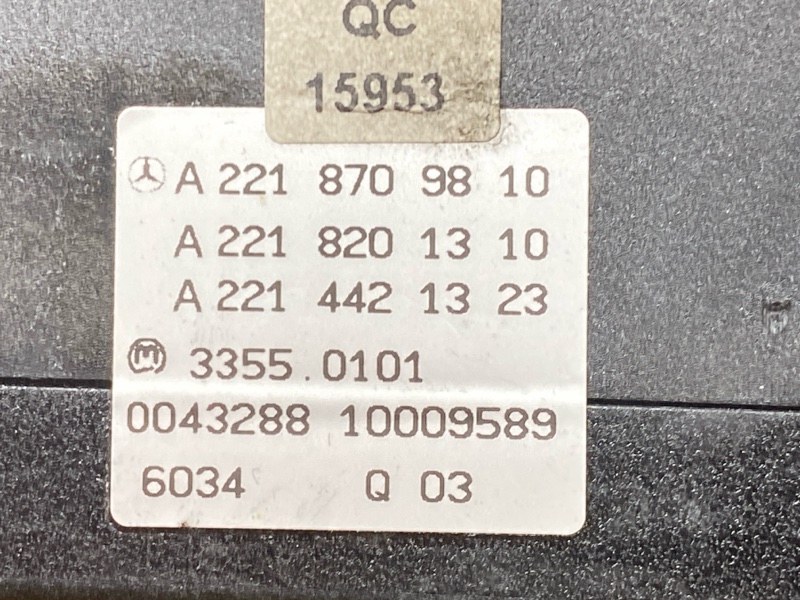 QC
15953
A 221 870 98 10
A 221 820 13 10
A 221 442 13 23
M 3355.0101
0043288 10009589
6034 Q 03